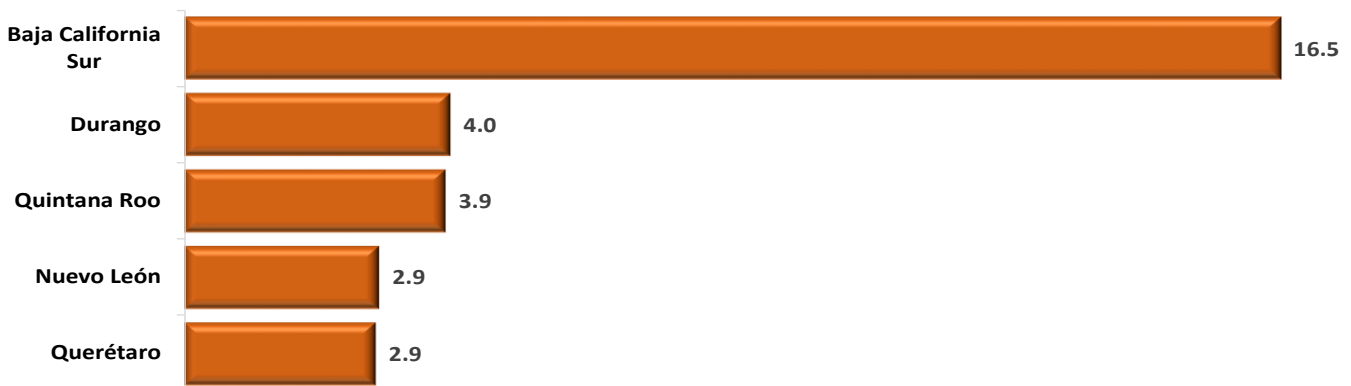 Baja California
Sur
16.5
Durango
4.0
Quintana Roo
3.9
Nuevo León
2.9
Querétaro
2.9